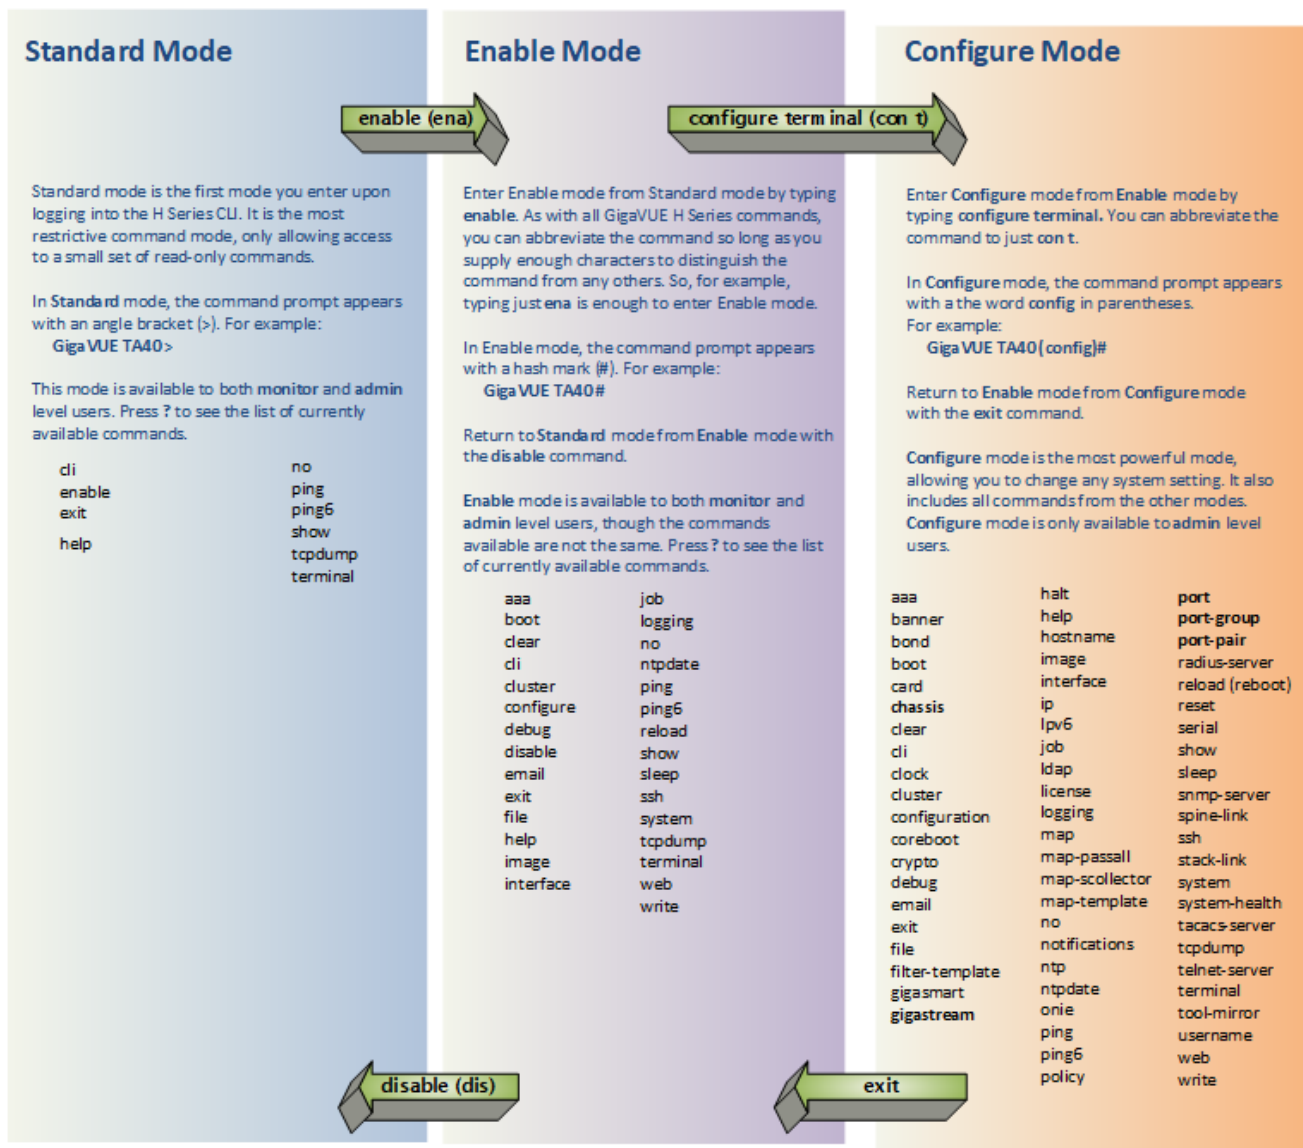 Standard Mode
enable (ena)
Standard mode is the first mode you enter upon
logging into the H Series CLI. It is the most
restrictive command mode, only allowing access
to a small set of read-only commands.
In Standard mode, the command prompt appears
with an angle bracket (>). For example:
GigaVUE TA40>
This mode is available to both monitor and admin
level users. Press ? to see the list of currently
available commands.
cli
enable
exit
help
no
ping
ping6
show
tcpdump
terminal
disable (dis)
Enable Mode
configure terminal (con t)
Enter Enable mode from Standard mode by typing
enable. As with all GigaVUE H Series commands,
you can abbreviate the command so long as you
supply enough characters to distinguish the
command from any others. So, for example,
typing just ena is enough to enter Enable mode.
In Enable mode, the command prompt appears
with a hash mark (#). For example:
GigaVUE TA40#
Return to Standard mode from Enable mode with
the disable command.
Enable mode is available to both monitor and
admin level users, though the commands
available are not the same. Press ? to see the list
of currently available commands.
aaa
boot
clear
cli
cluster
configure
debug
disable
email
exit
file
help
image
interface
job
logging
no
ntpdate
ping
ping6
reload
show
sleep
ssh
system
tcpdump
terminal
web
write
exit
Configure Mode
Enter Configure mode from Enable mode by
typing configure terminal. You can abbreviate the
command to just con t.
In Configure mode, the command prompt appears
with a the word config in parentheses.
For example:
GigaVUE TA40(config)#
Return to Enable mode from Configure mode
with the exit command.
Configure mode is the most powerful mode,
allowing you to change any system setting. It also
includes all commands from the other modes.
Configure mode is only available to admin level
users.
aaa
banner
bond
boot
card
chassis
clear
cli
clock
cluster
configuration
coreboot
crypto
debug
email
exit
file
filter-template
gigasmart
gigastream
halt
help
hostname
image
interface
ip
Ipv6
job
ldap
license
logging
map
map-passall
map-scollector
map-template
no
notifications
ntp
ntpdate
onie
ping
ping6
policy
port
port-group
port-pair
radius-server
reload (reboot)
reset
serial
show
sleep
snmp-server
spine-link
ssh
stack-link
system
system-health
tacacs-server
tcpdump
telnet-server
terminal
tool-mirror
username
web
write